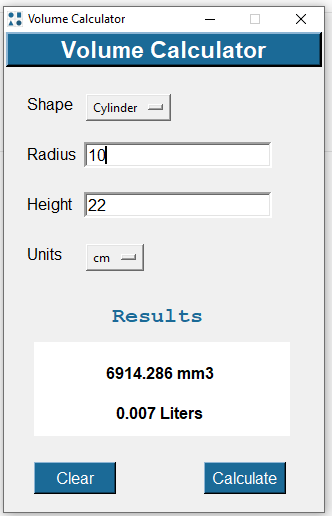 Volume Calculator
Volume Calculator
Shape Cylinder
Radius 10
Height 22
Units cm
Results
6914.286 mm3
0.007 Liters
Clear Calculate